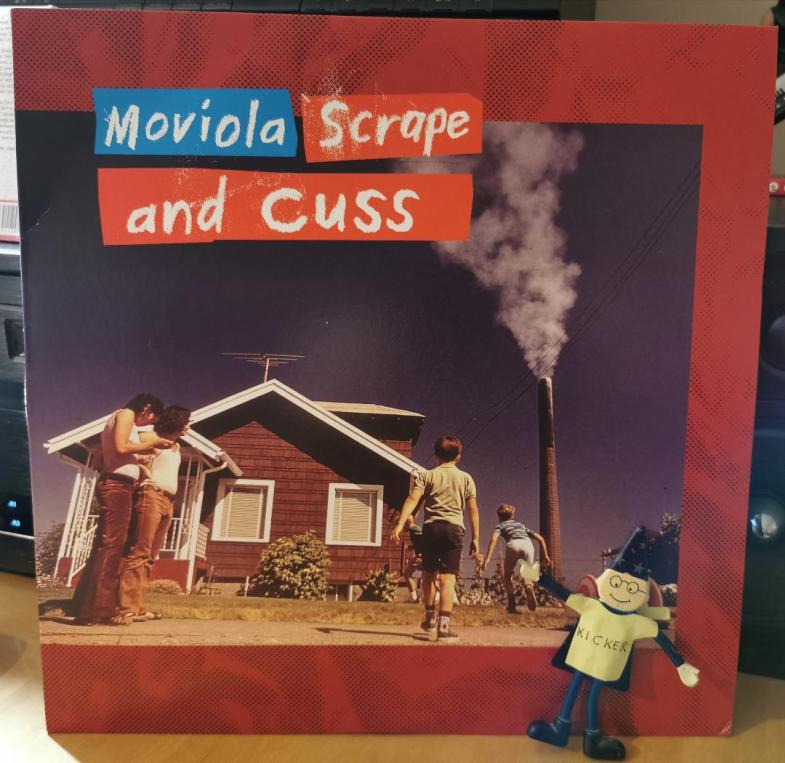 Moviola Scrape
and Cuss
KICKER